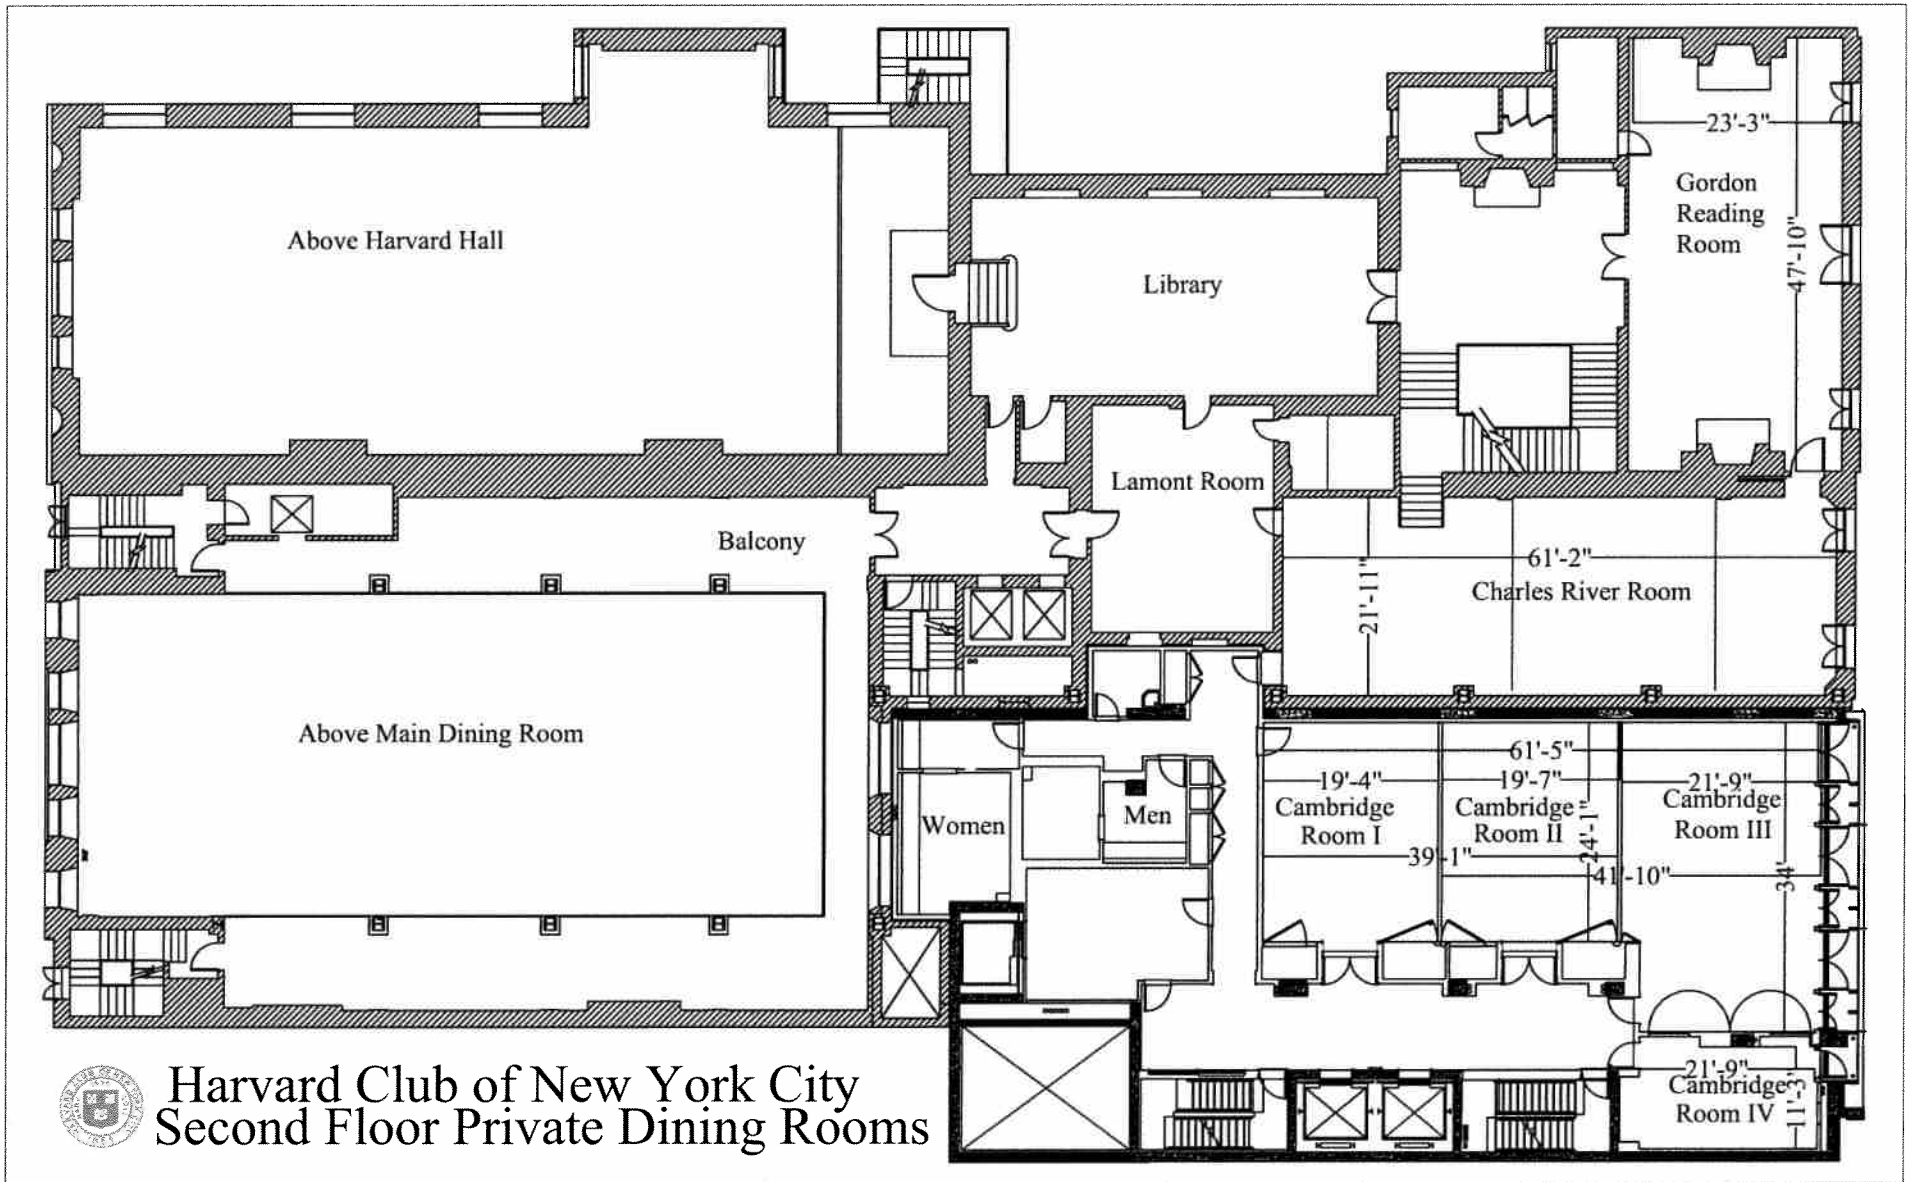 23'-3"
Gordon
Reading
Room
47'-10"
Above Harvard Hall
Library
Lamont Room
Balcony
61'-2"
21'-11"
Charles River Room
Above Main Dining Room
61'-5"
19'-4"
19'-7"
21'-9"
Cambridge
Room I
Cambridge
Room II
Cambridge
Room III
24'-1"
39'-1"
41'-10"
34'
Women
Men
21'-9"
Cambridge
Room IV
11'-3"
Harvard Club of New York City
Second Floor Private Dining Rooms